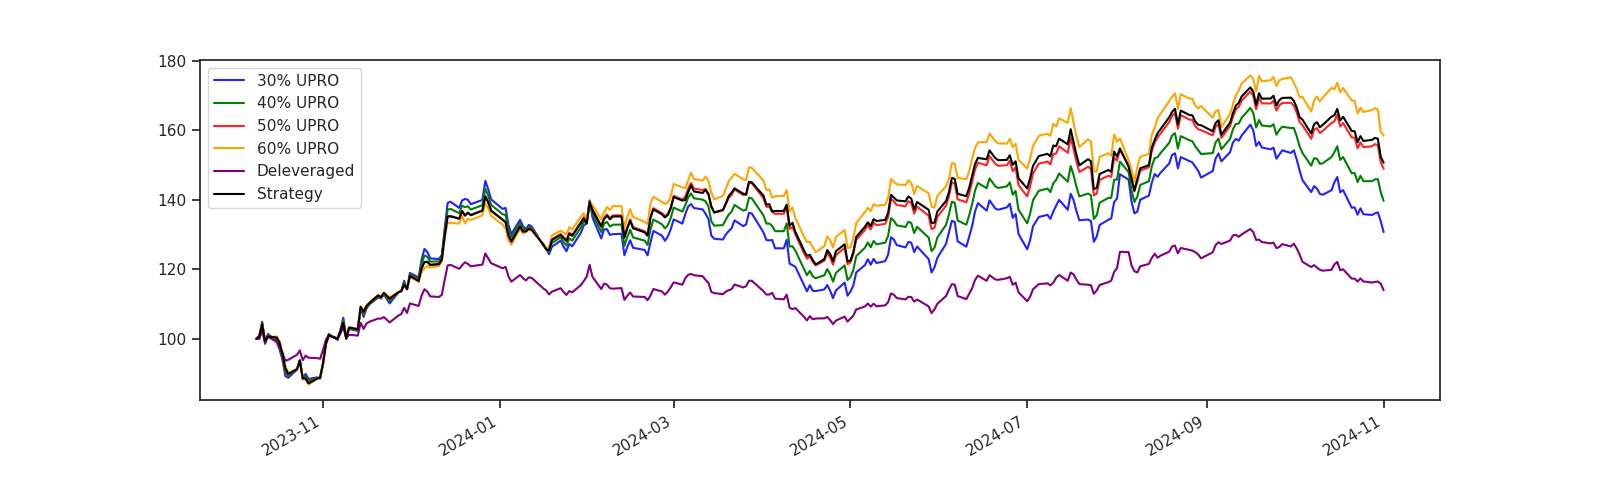 180
160
140
120
100
30% UPRO
40% UPRO
50% UPRO
60% UPRO
Deleveraged
Strategy
2023-11
2024-01
2024-03
2024-05
2024-07
2024-09
2024-11